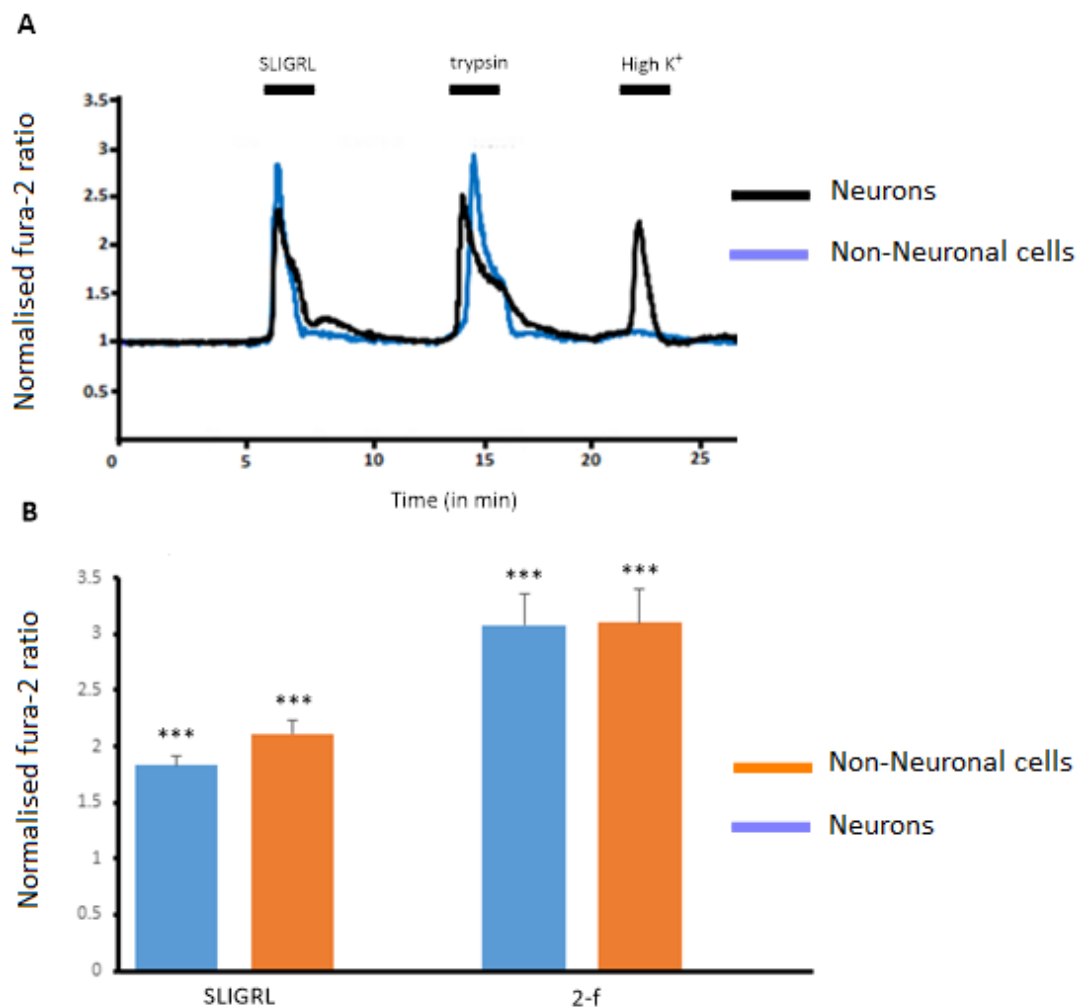 A
SLIGRL trypsin High K⁺
Normalised fura-2 ratio
3.5
3
2.5
2
1.5
1
0.5
0 5 10 15 20 25
Time (in min)
Neurons
Non-Neuronal cells
B
Normalised fura-2 ratio
3.5
3
2.5
2
1.5
1
0.5
0
*** *** *** ***
SLIGRL 2-f
Non-Neuronal cells
Neurons